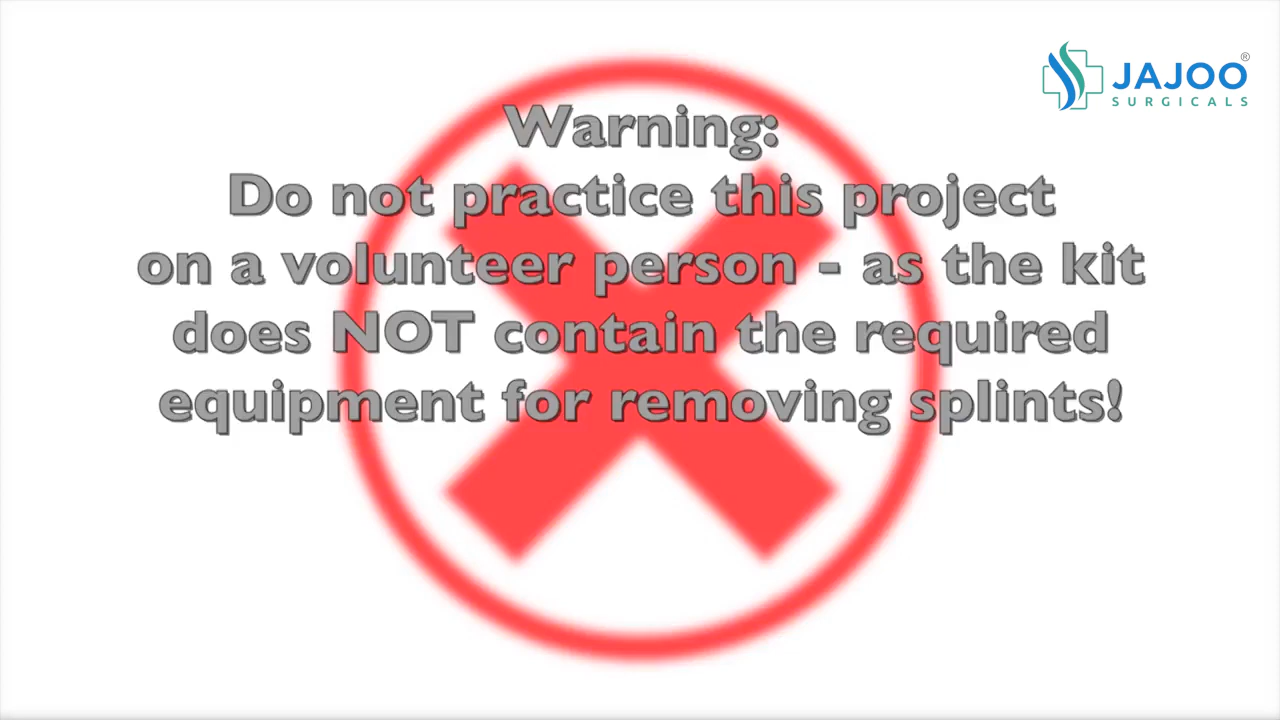 JAJOO®
SURGICALS
Warning:
Do not practice this project
on a volunteer person - as the kit
does NOT contain the required
equipment for removing splints!